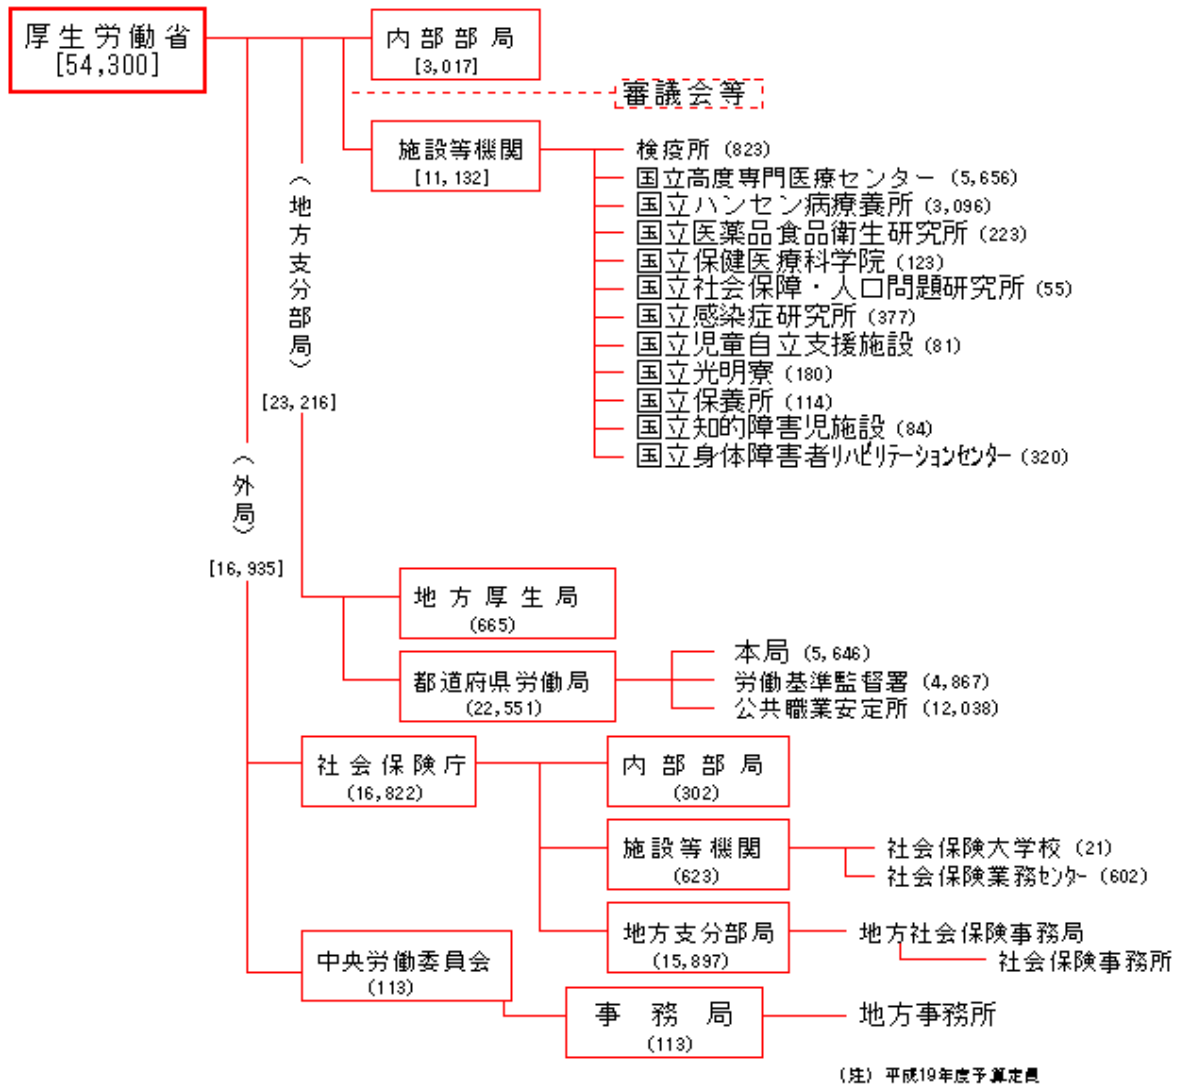 厚生労働省
[54,300]
内部部局
[3,017]
審議会等
施設等機関
[11,132]
検疫所 (823)
国立高度専門医療センター (5,656)
国立ハンセン病療養所 (3,096)
国立医薬品食品衛生研究所 (223)
国立保健医療科学院 (123)
国立社会保障・人口問題研究所 (55)
国立感染症研究所 (377)
国立児童自立支援施設 (81)
国立光明寮 (180)
国立保養所 (114)
国立知的障害児施設 (84)
国立身体障害者ﾘﾊﾋﾞﾘﾃｰｼｮﾝｾﾝﾀｰ (320)
(地方支分部局)
[23,216]
(外局)
[16,935]
地方厚生局
(665)
都道府県労働局
(22,551)
本局 (5,646)
労働基準監督署 (4,867)
公共職業安定所 (12,038)
社会保険庁
(16,822)
内部部局
(302)
施設等機関
(623)
社会保険大学校 (21)
社会保険業務ｾﾝﾀｰ (602)
地方支分部局
(15,897)
地方社会保険事務局
社会保険事務所
中央労働委員会
(113)
事務局
(113)
地方事務所
(注) 平成19年度予算定員